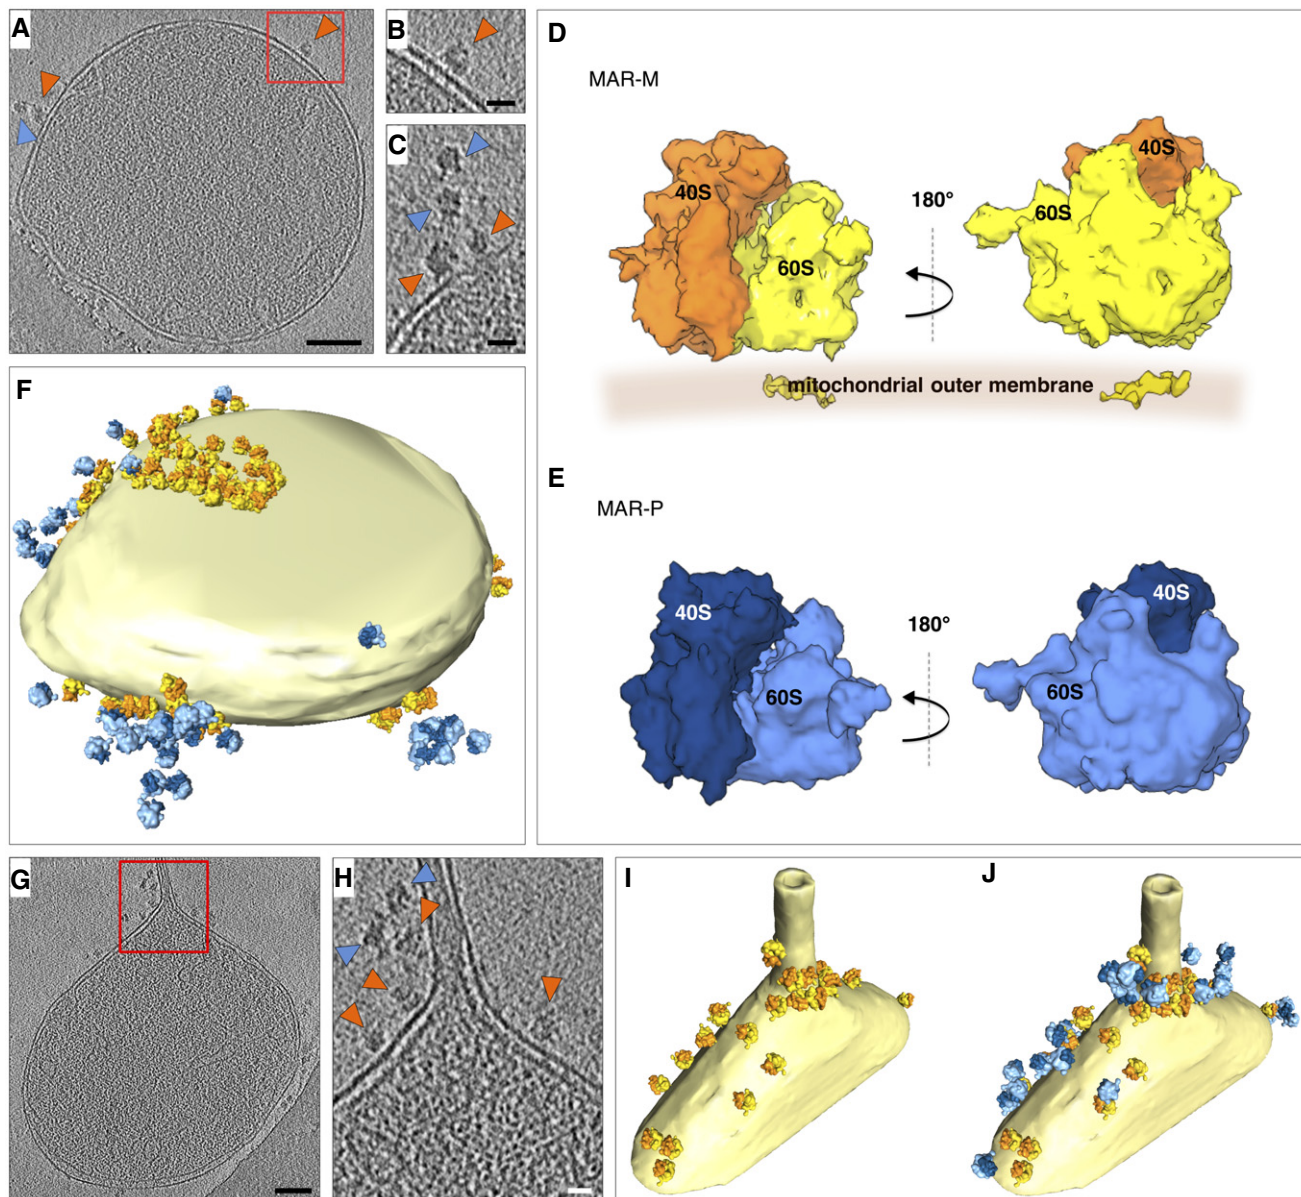 A
B
C
D
MAR-M
40S
60S
180°
40S
60S
mitochondrial outer membrane
E
MAR-P
40S
60S
180°
40S
60S
F
G
H
I
J